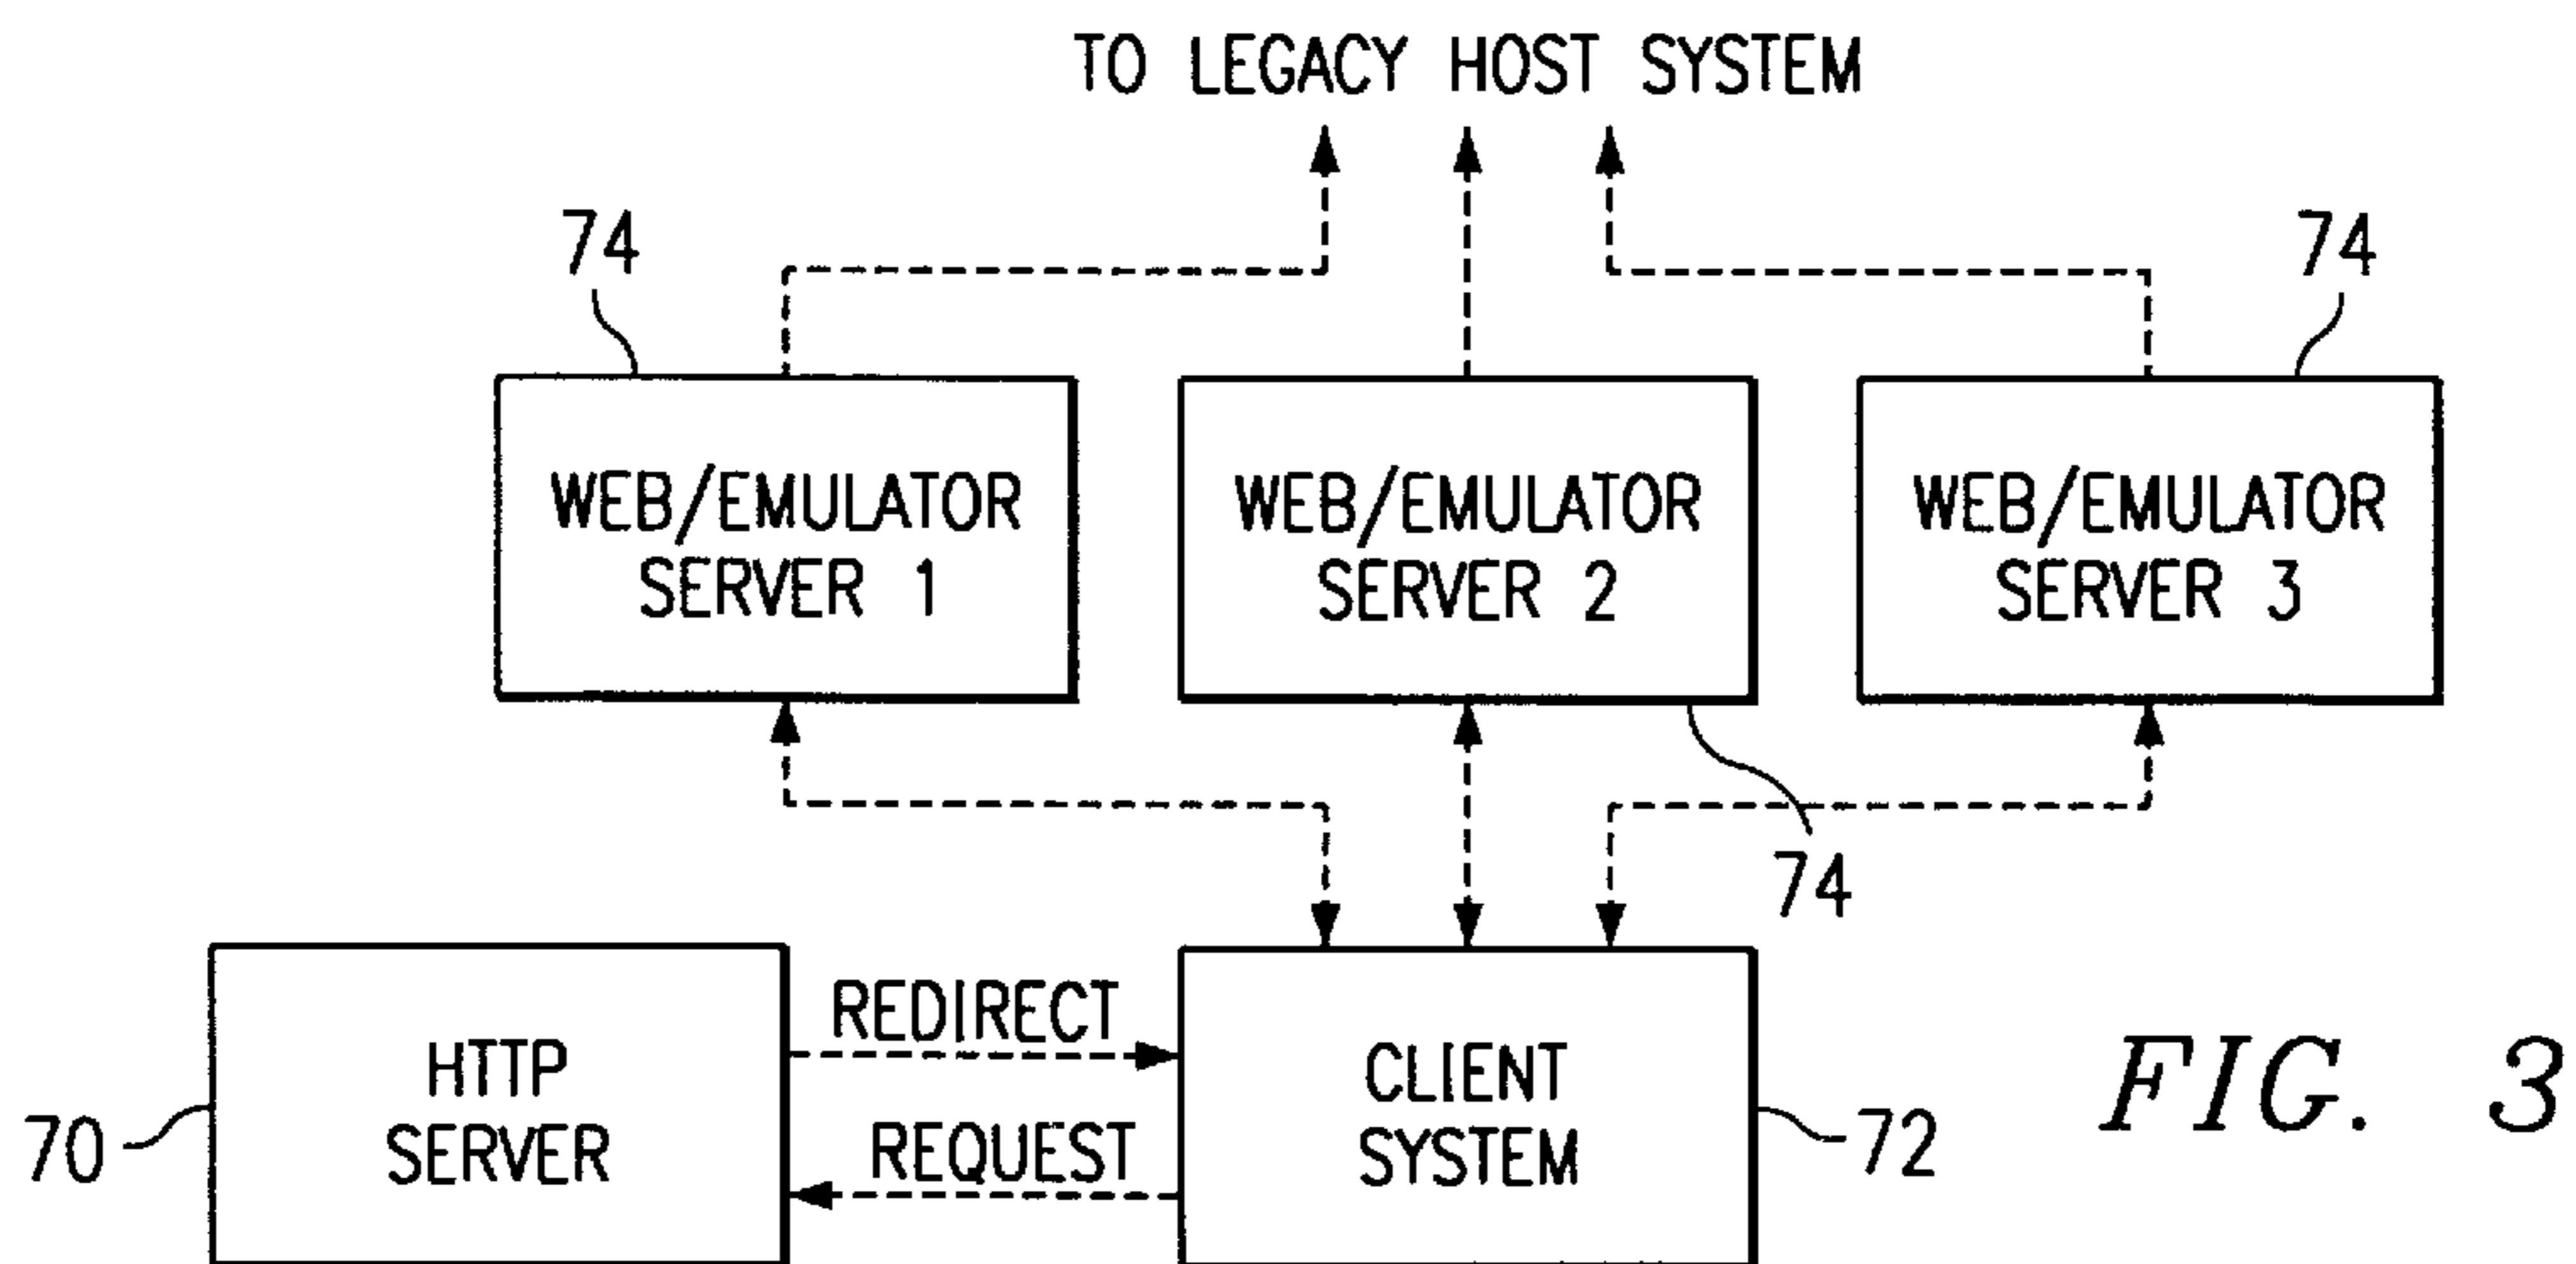 TO LEGACY HOST SYSTEM
74
74
WEB/EMULATOR
SERVER 1
WEB/EMULATOR
SERVER 2
WEB/EMULATOR
SERVER 3
74
HTTP
SERVER
70
REDIRECT
REQUEST
CLIENT
SYSTEM
72
FIG. 3